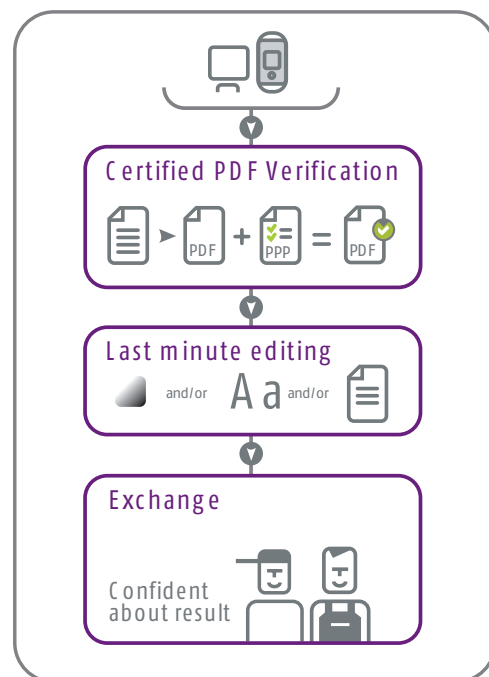 Certified PDF Verification
PDF + PPP = PDF
Last minute editing
and/or Aa and/or
Exchange
Confident
about result